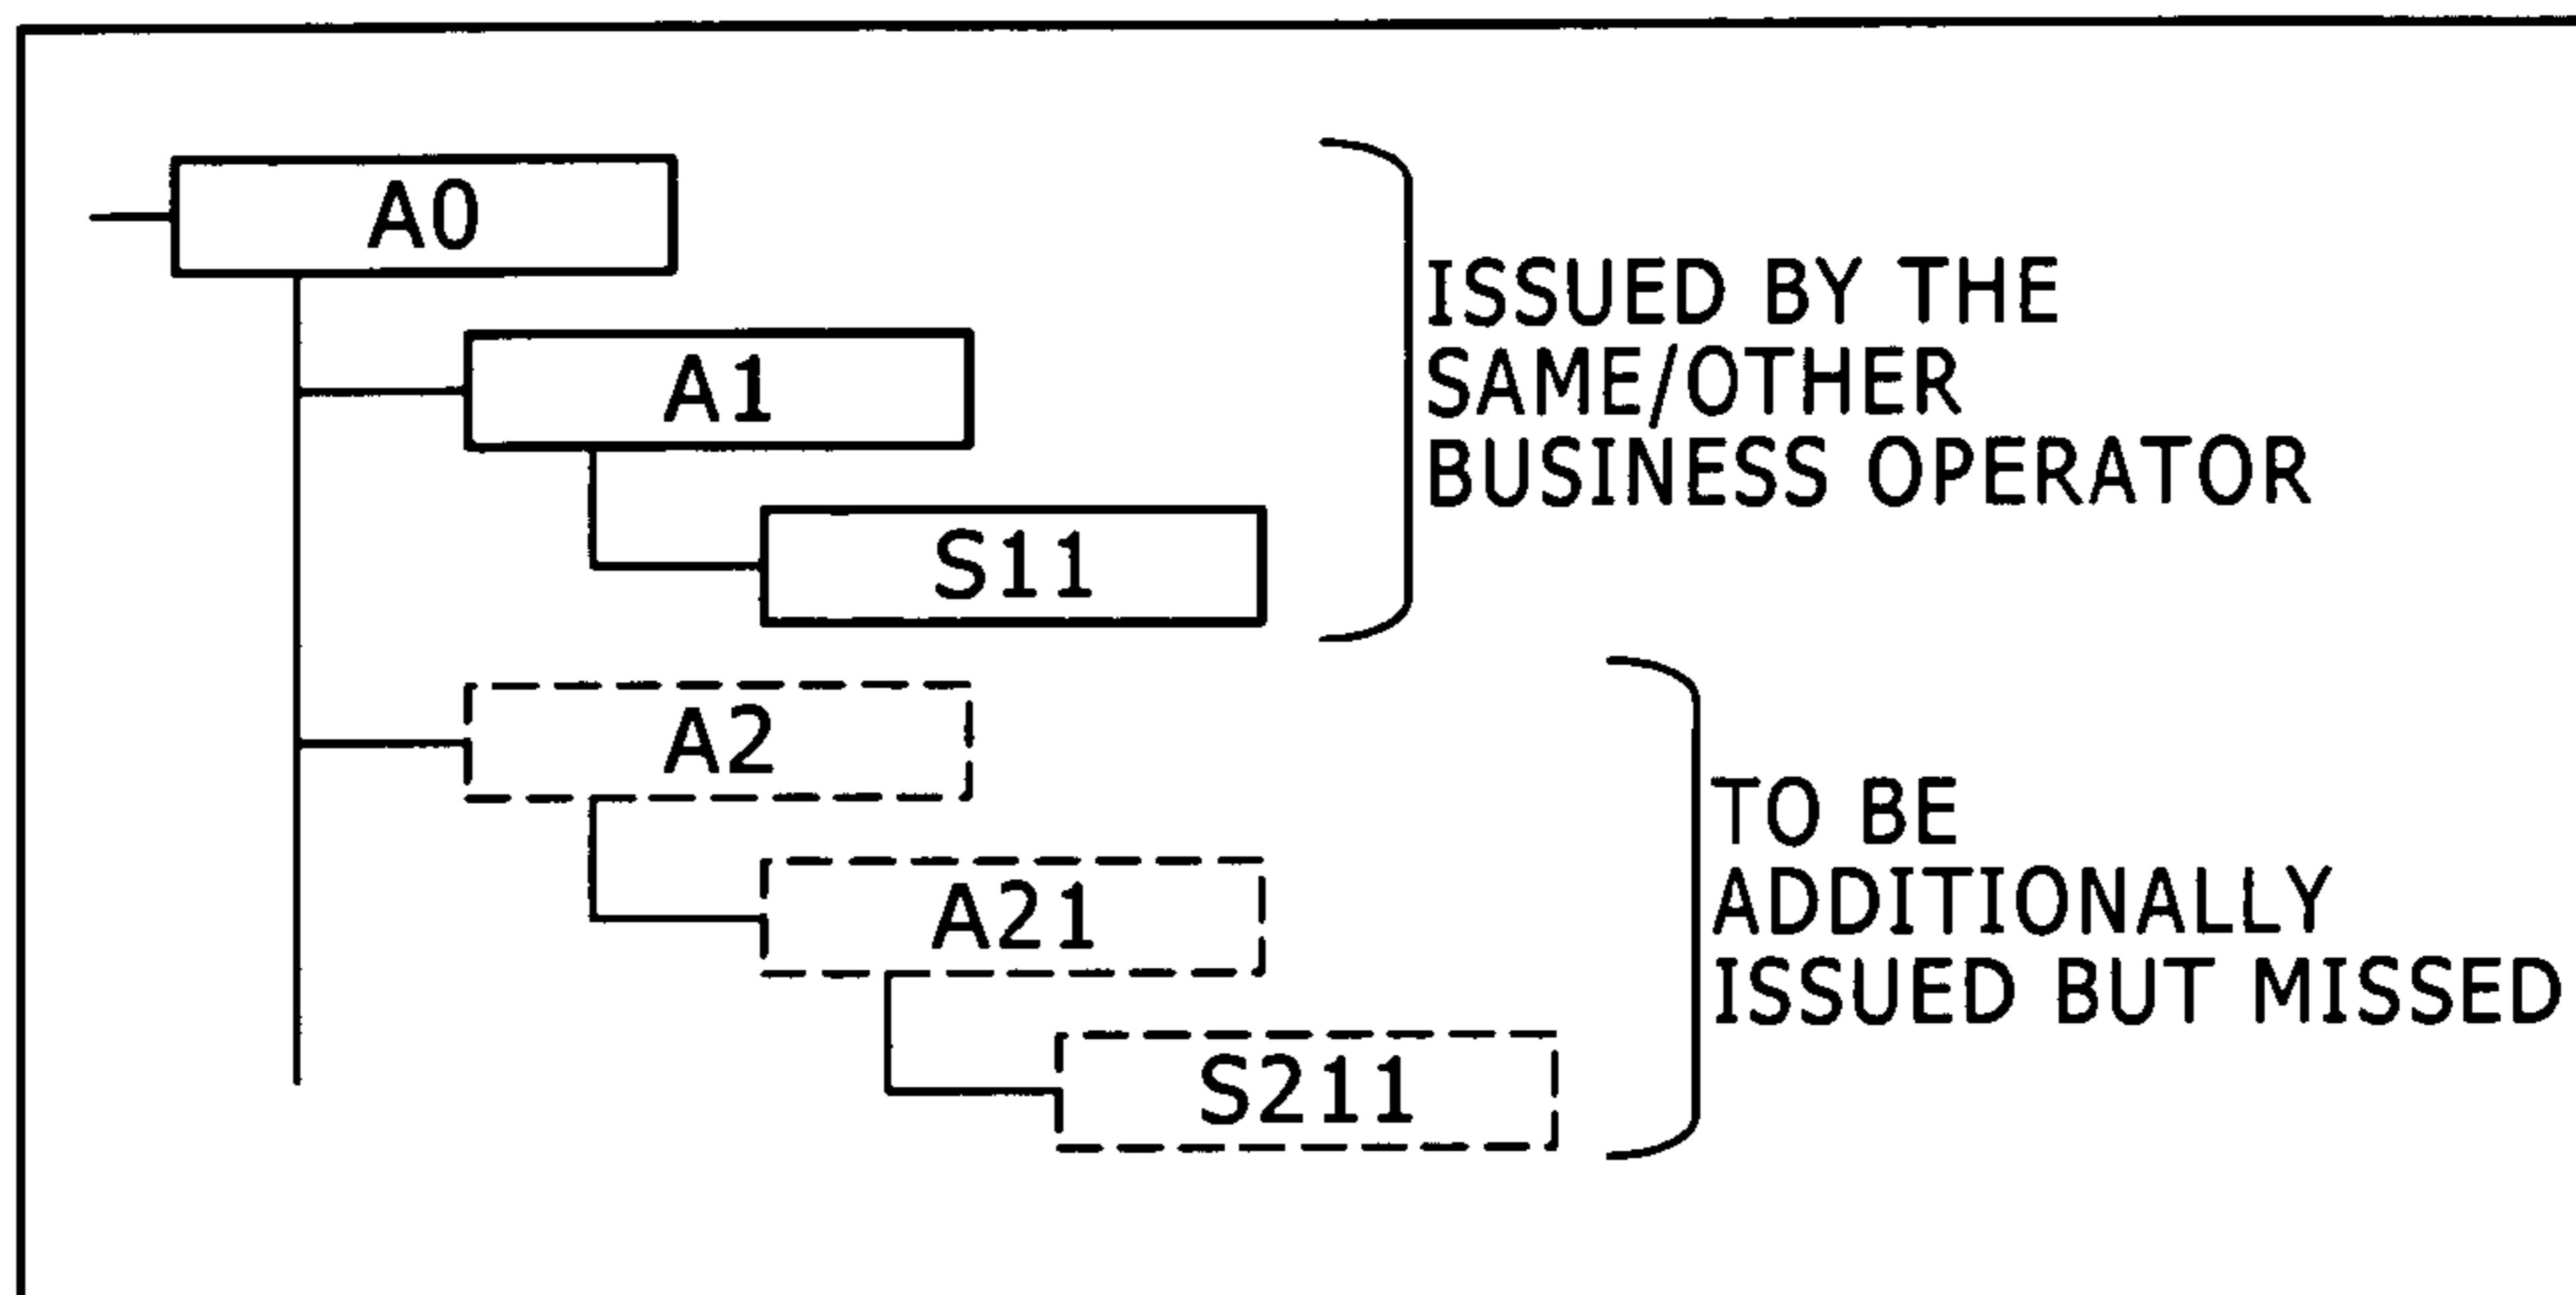 A0
A1
S11
ISSUED BY THE
SAME/OTHER
BUSINESS OPERATOR
A2
A21
S211
TO BE
ADDITIONALLY
ISSUED BUT MISSED